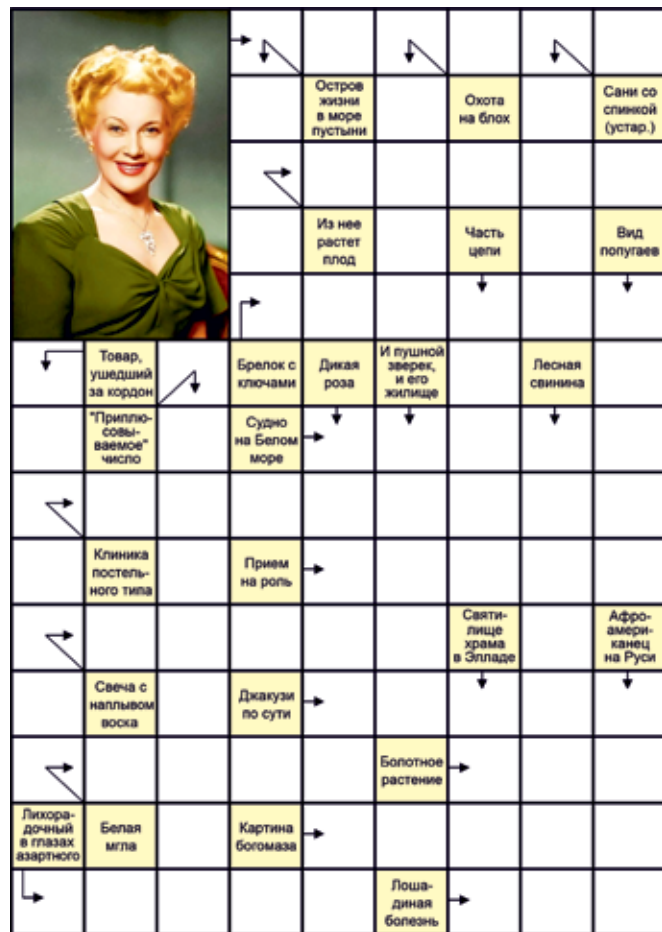 Остров
жизни
в море
пустыни
Охота
на блох
Сани со
спинкой
(устар.)
Из нее
растет
плод
Часть
цепи
Вид
попугаев
Товар,
ушедший
за кордон
Брелок с
ключами
Дикая
роза
И пушной
зверек,
и его
жилище
Лесная
свинина
"Приплю-
совы-
ваемое"
число
Судно
на Белом
море
Клиника
постель-
ного типа
Прием
на роль
Святи-
лище
храма
в Элладе
Афро-
амери-
канец
на Руси
Свеча с
наплывом
воска
Джакузи
по сути
Болотное
растение
Лихора-
дочный
в глазах
азартного
Белая
мгла
Картина
богомаза
Лоша-
диная
болезнь